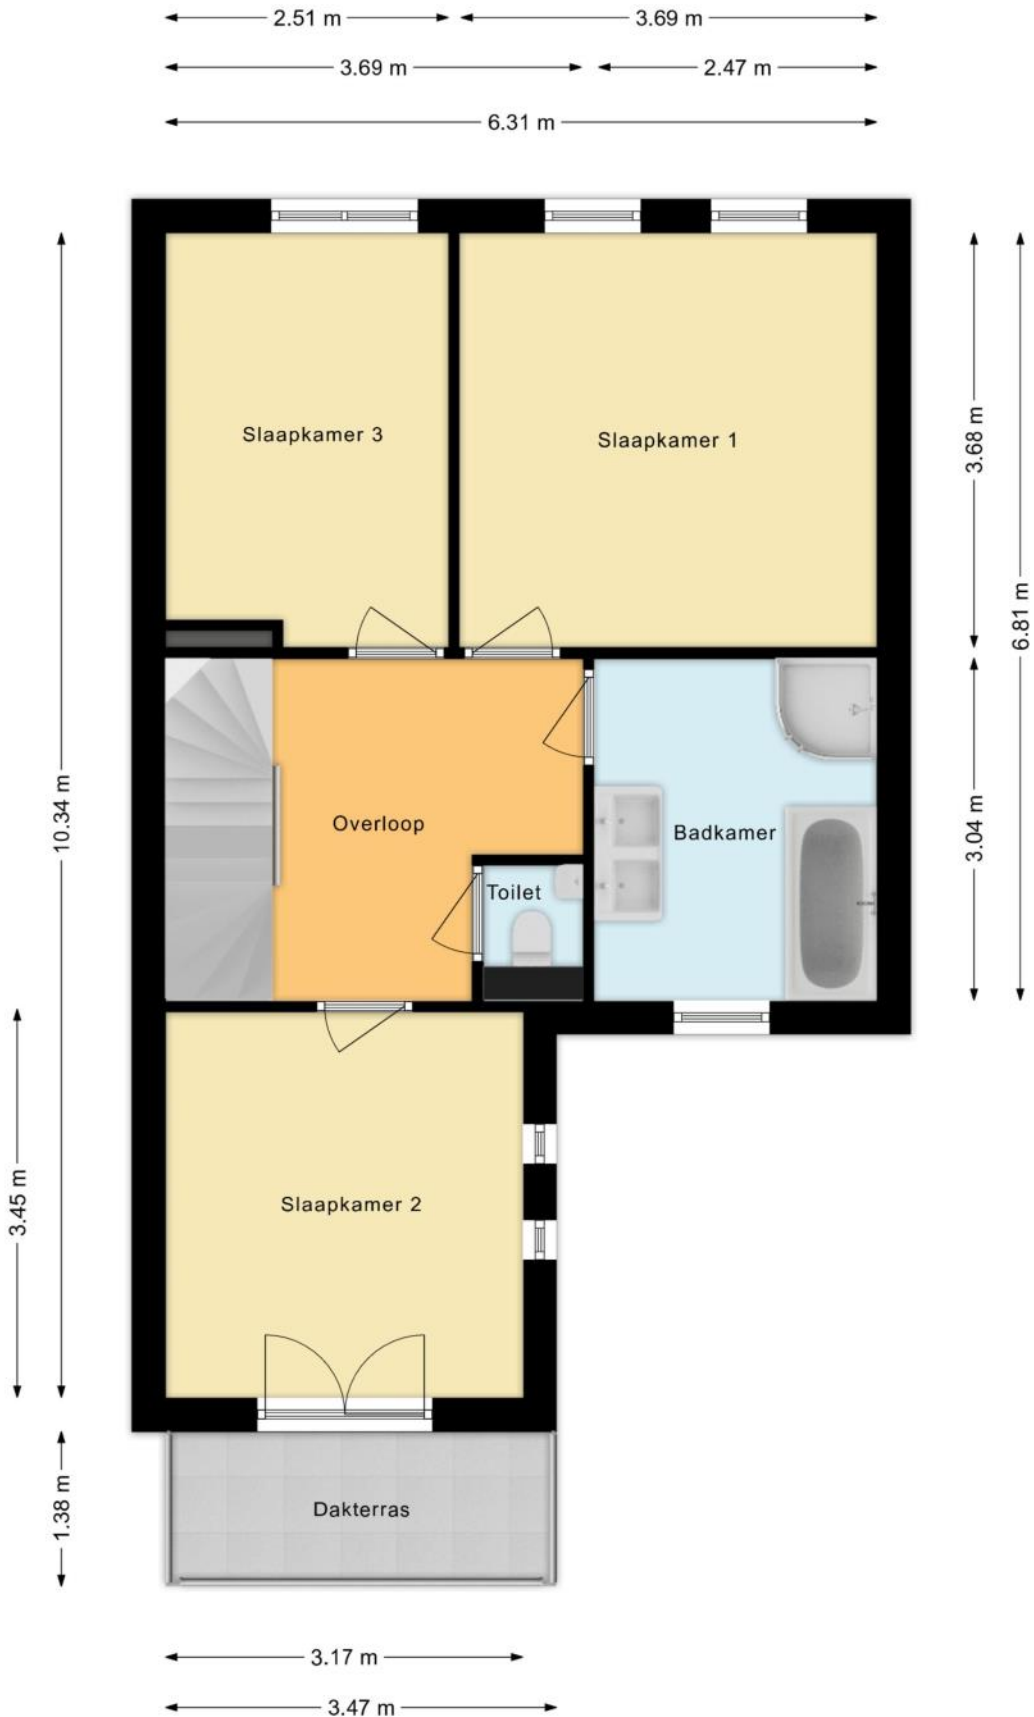 2.51 m
3.69 m
3.69 m
2.47 m
6.31 m
Slaapkamer 3
Slaapkamer 1
3.68 m
6.81 m
10.34 m
Overloop
Badkamer
3.04 m
Toilet
3.45 m
Slaapkamer 2
1.38 m
Dakterras
3.17 m
3.47 m